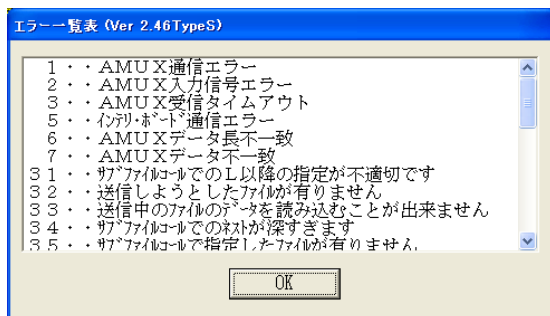 エラー一覧表 (Ver 2.46TypeS)
1・・ＡＭＵＸ通信エラー
2・・ＡＭＵＸ入力信号エラー
3・・ＡＭＵＸ受信タイムアウト
5・・ｲﾝﾃﾘ･ﾎﾞｰﾄﾞ通信エラー
6・・ＡＭＵＸデータ長不一致
7・・ＡＭＵＸデータ不一致
３１・・ｻﾌﾞﾌｧｲﾙｺｰﾙでのＬ以降の指定が不適切です
３２・・送信しようとしたﾌｧｲﾙが有りません
３３・・送信中のﾌｧｲﾙのﾃﾞｰﾀを読み込むことが出来ません
３４・・ｻﾌﾞﾌｧｲﾙｺｰﾙでのﾈｽﾄが深すぎます
３５・・ｻﾌﾞﾌｧｲﾙｺｰﾙで指定したﾌｧｲﾙが有りません
OK